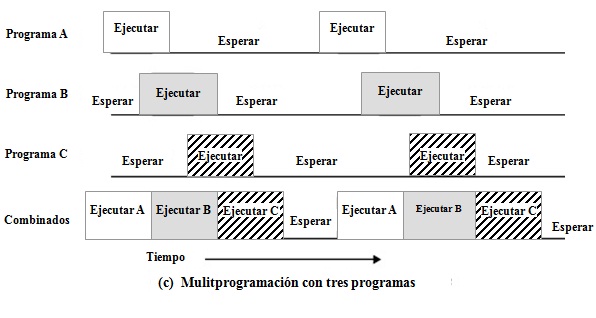 Programa A Ejecutar Esperar Ejecutar Esperar
Programa B Esperar Ejecutar Esperar Ejecutar Esperar
Programa C Esperar Ejecutar Esperar Ejecutar Esperar
Combinados Ejecutar A Ejecutar B Ejecutar C Esperar Ejecutar A Ejecutar B Ejecutar C Esperar
Tiempo
(c) Mulitprogramación con tres programas